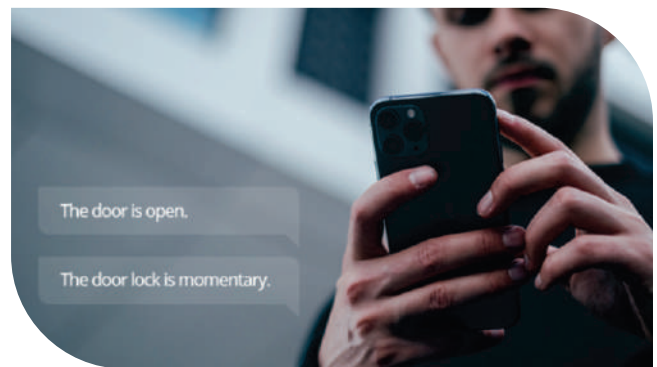 The door is open.
The door lock is momentary.